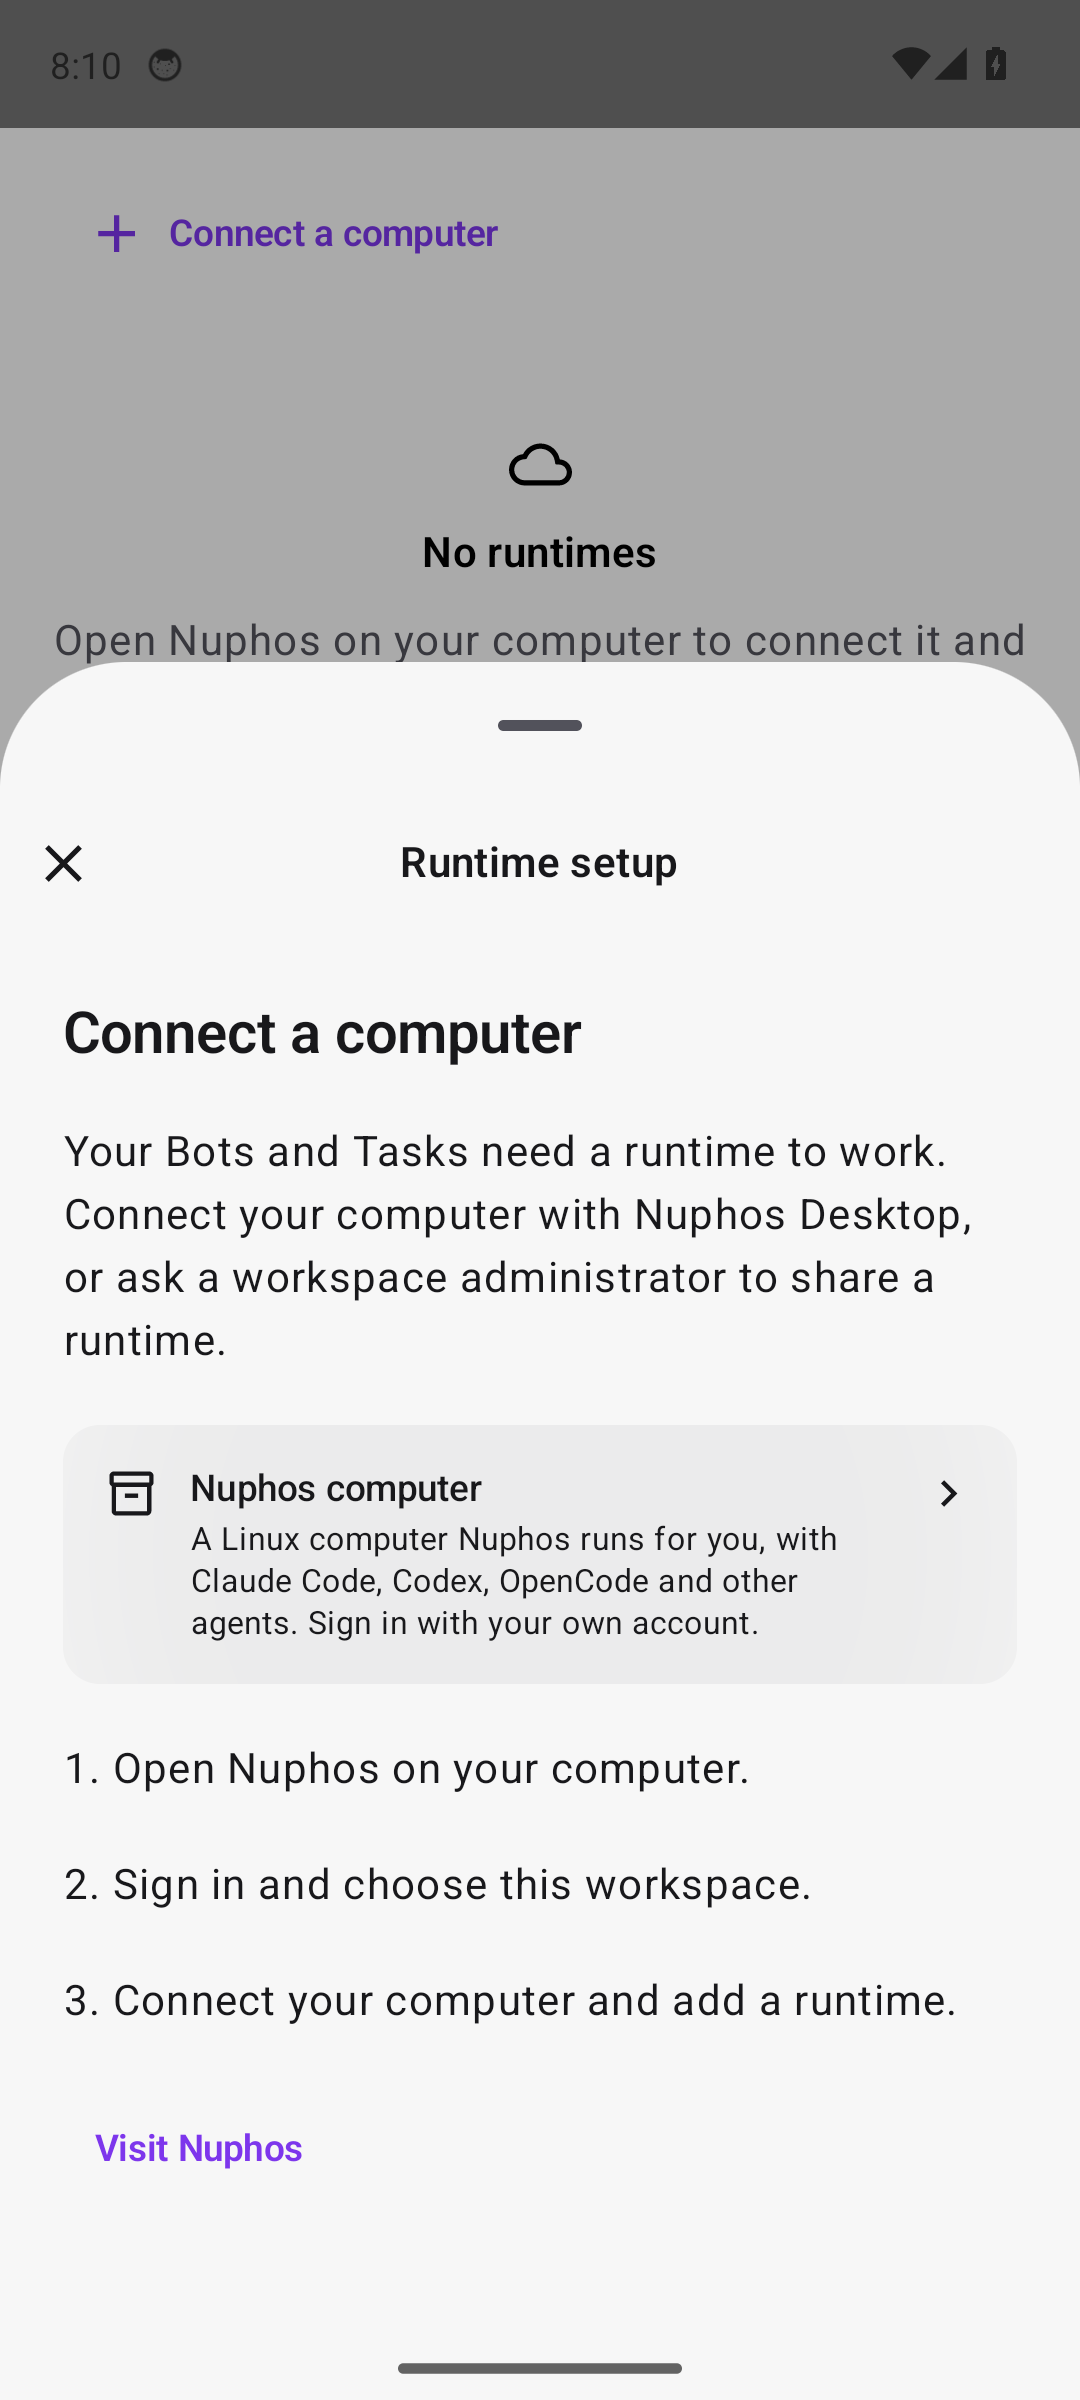 8:10
Connect a computer
No runtimes
Open Nuphos on your computer to connect it and
Runtime setup
Connect a computer
Your Bots and Tasks need a runtime to work.
Connect your computer with Nuphos Desktop,
or ask a workspace administrator to share a
runtime.
Nuphos computer
A Linux computer Nuphos runs for you, with
Claude Code, Codex, OpenCode and other
agents. Sign in with your own account.
1. Open Nuphos on your computer.
2. Sign in and choose this workspace.
3. Connect your computer and add a runtime.
Visit Nuphos